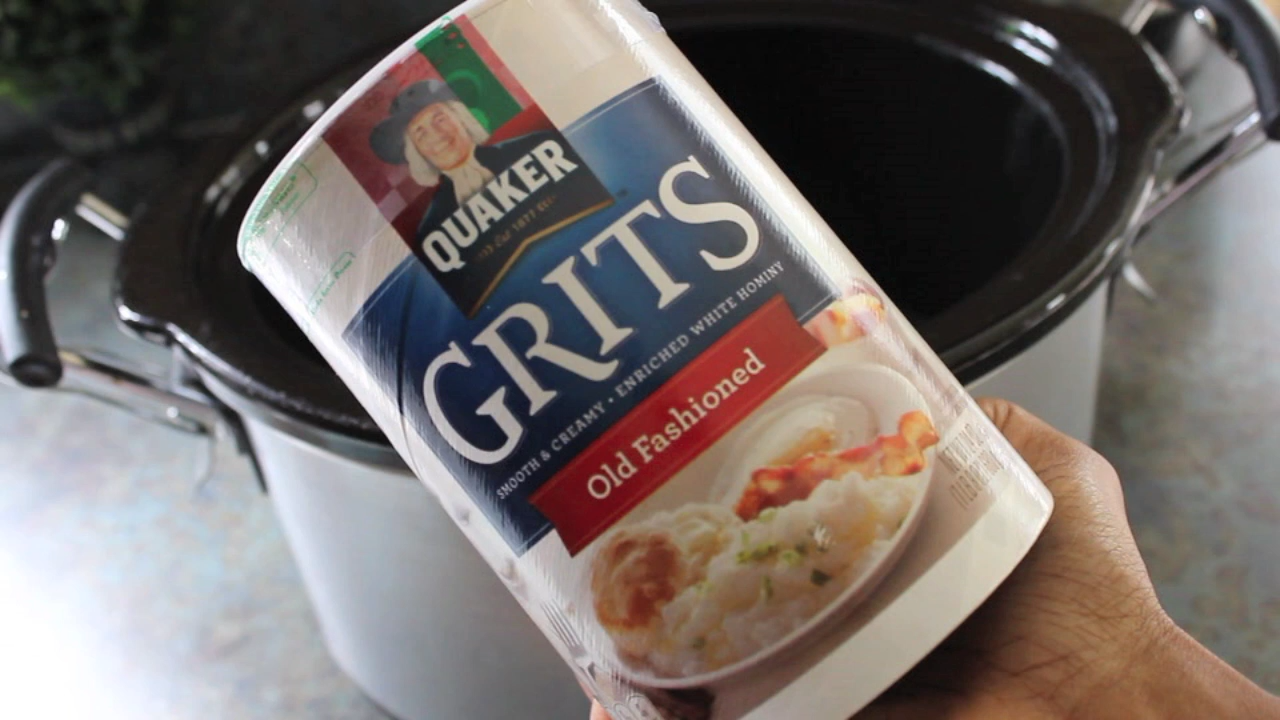 QUAKER
GRITS
SMOOTH & CREAMY • ENRICHED WHITE HOMINY
Old Fashioned